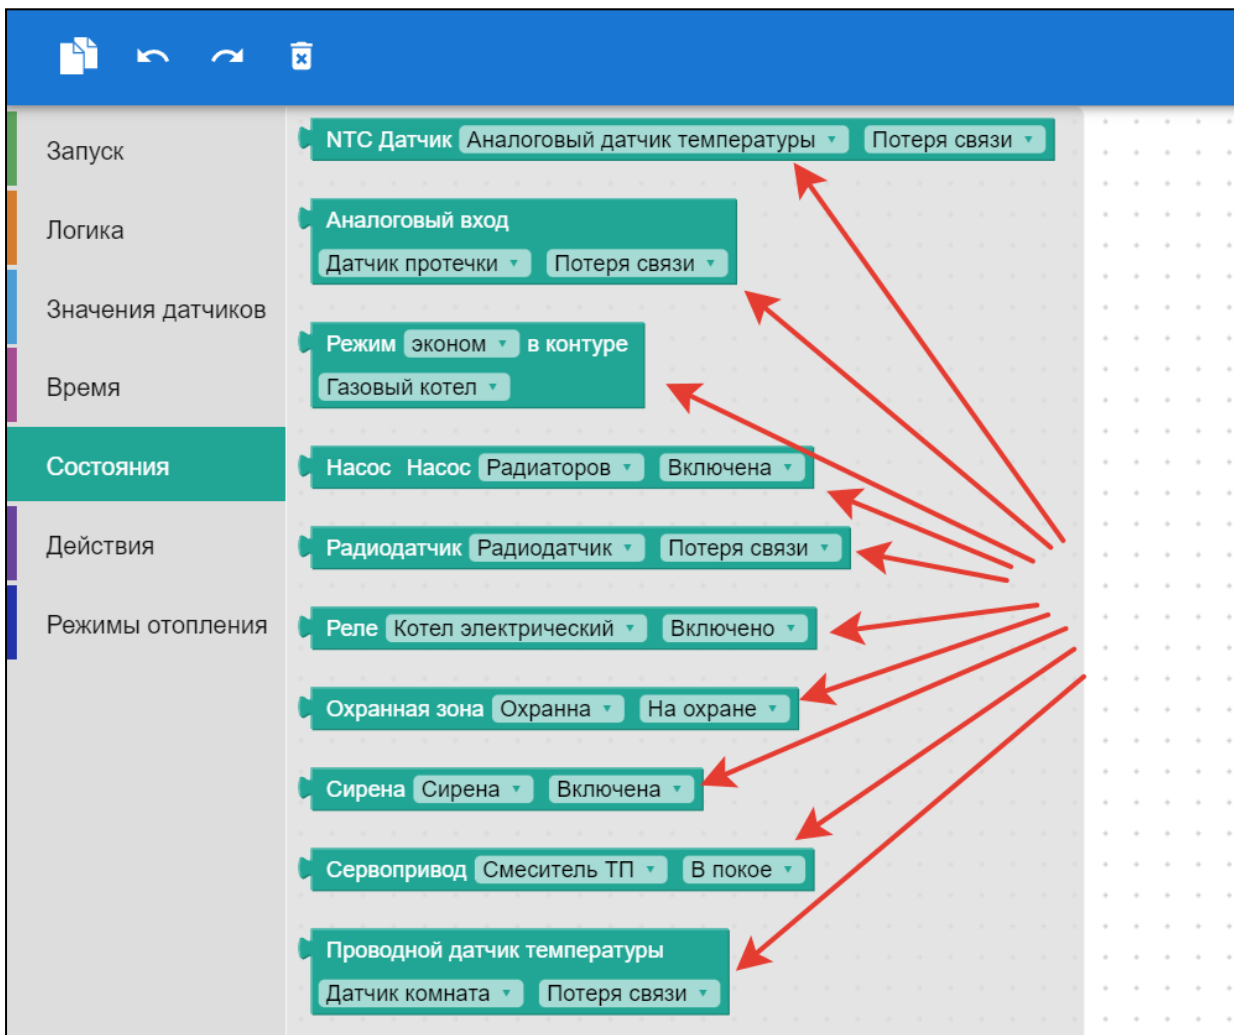 Запуск
Логика
Значения датчиков
Время
Состояния
Действия
Режимы отопления
NTC Датчик Аналоговый датчик температуры Потеря связи
Аналоговый вход
Датчик протечки Потеря связи
Режим эконом в контуре
Газовый котел
Насос Насос Радиаторов Включена
Радиодатчик Радиодатчик Потеря связи
Реле Котел электрический Включено
Охранная зона Охранна На охране
Сирена Сирена Включена
Сервопривод Смеситель ТП В покое
Проводной датчик температуры
Датчик комната Потеря связи